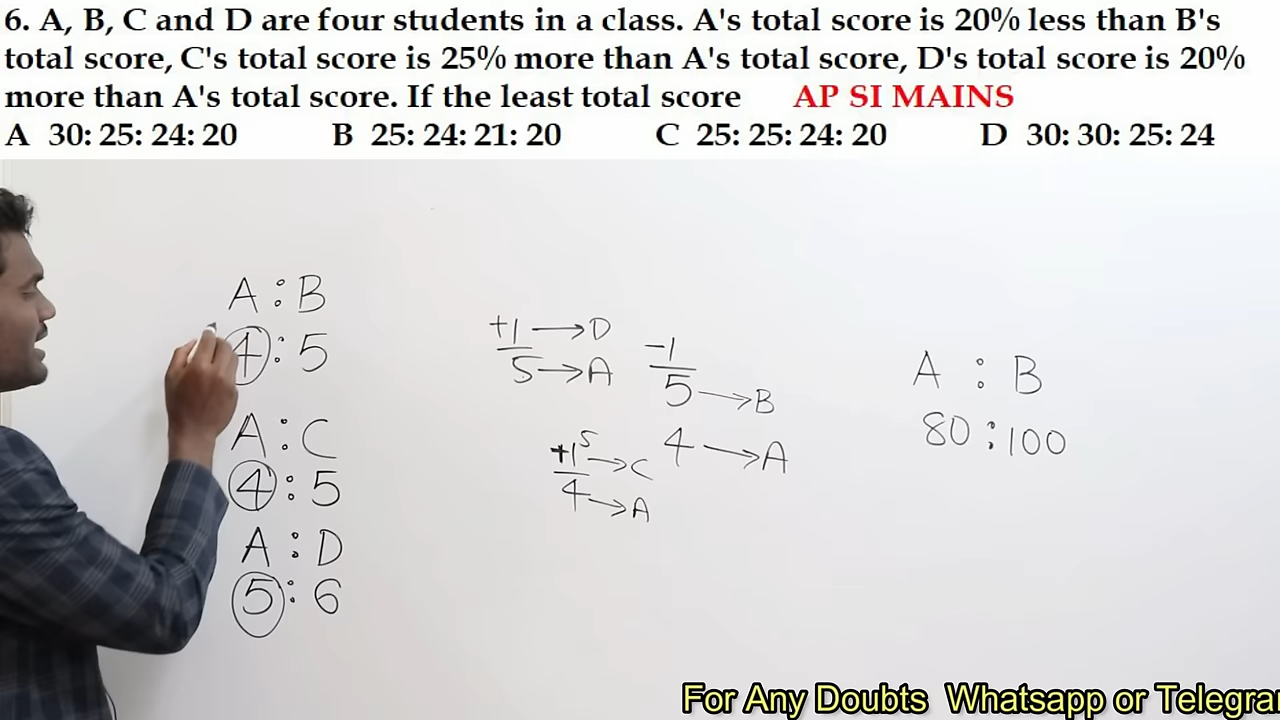 6. A, B, C and D are four students in a class. A's total score is 20% less than B's
total score, C's total score is 25% more than A's total score, D's total score is 20%
more than A's total score. If the least total score AP SI MAINS
A 30: 25: 24: 20 B 25: 24: 21: 20 C 25: 25: 24: 20 D 30: 30: 25: 24
A : B
4 : 5
A : C
4 : 5
A : D
5 : 6
+1 → D
5 → A
-1
5 → B
4 → A
+1 5 → C
4 → A
A : B
80 : 100
For Any Doubts Whatsapp or Telegra